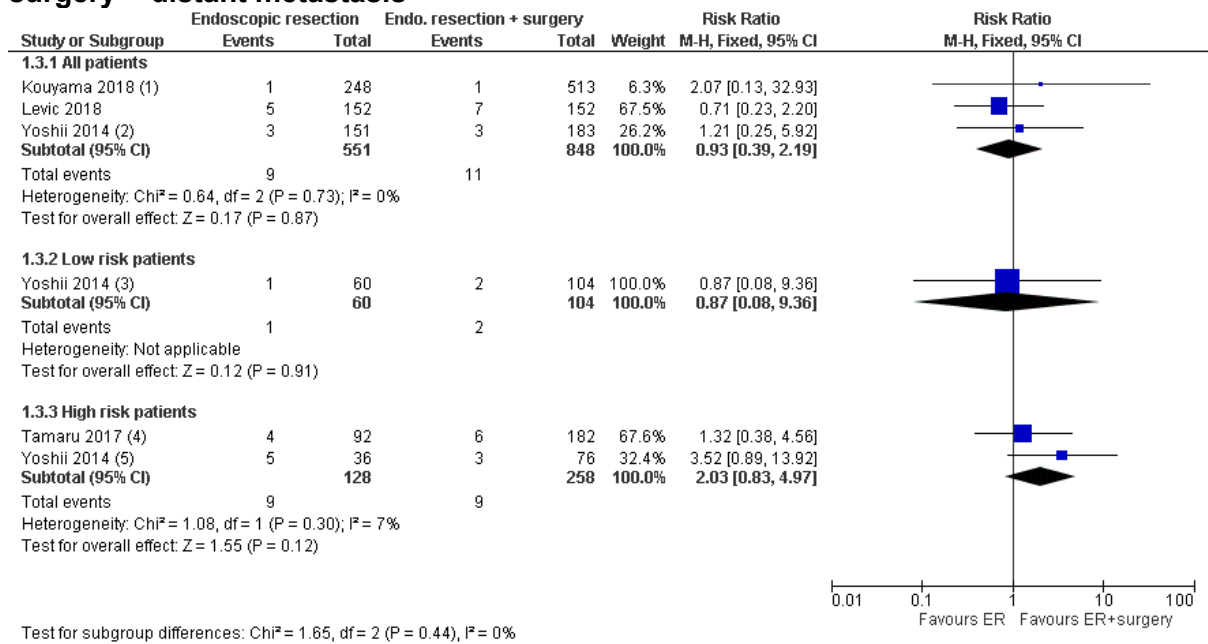 surgery – distant metastasis
Endoscopic resection Endo. resection + surgery Risk Ratio Risk Ratio
Study or Subgroup Events Total Events Total Weight M-H, Fixed, 95% CI M-H, Fixed, 95% CI
1.3.1 All patients
Kouyama 2018 (1) 1 248 1 513 6.3% 2.07 [0.13, 32.93]
Levic 2018 5 152 7 152 67.5% 0.71 [0.23, 2.20]
Yoshii 2014 (2) 3 151 3 183 26.2% 1.21 [0.25, 5.92]
Subtotal (95% CI) 551 848 100.0% 0.93 [0.39, 2.19]
Total events 9 11
Heterogeneity: Chi² = 0.64, df = 2 (P = 0.73); I² = 0%
Test for overall effect: Z = 0.17 (P = 0.87)
1.3.2 Low risk patients
Yoshii 2014 (3) 1 60 2 104 100.0% 0.87 [0.08, 9.36]
Subtotal (95% CI) 60 104 100.0% 0.87 [0.08, 9.36]
Total events 1 2
Heterogeneity: Not applicable
Test for overall effect: Z = 0.12 (P = 0.91)
1.3.3 High risk patients
Tamaru 2017 (4) 4 92 6 182 67.6% 1.32 [0.38, 4.56]
Yoshii 2014 (5) 5 36 3 76 32.4% 3.52 [0.89, 13.92]
Subtotal (95% CI) 128 258 100.0% 2.03 [0.83, 4.97]
Total events 9 9
Heterogeneity: Chi² = 1.08, df = 1 (P = 0.30); I² = 7%
Test for overall effect: Z = 1.55 (P = 0.12)
0.01 0.1 1 10 100
Favours ER Favours ER+surgery
Test for subgroup differences: Chi² = 1.65, df = 2 (P = 0.44), I² = 0%